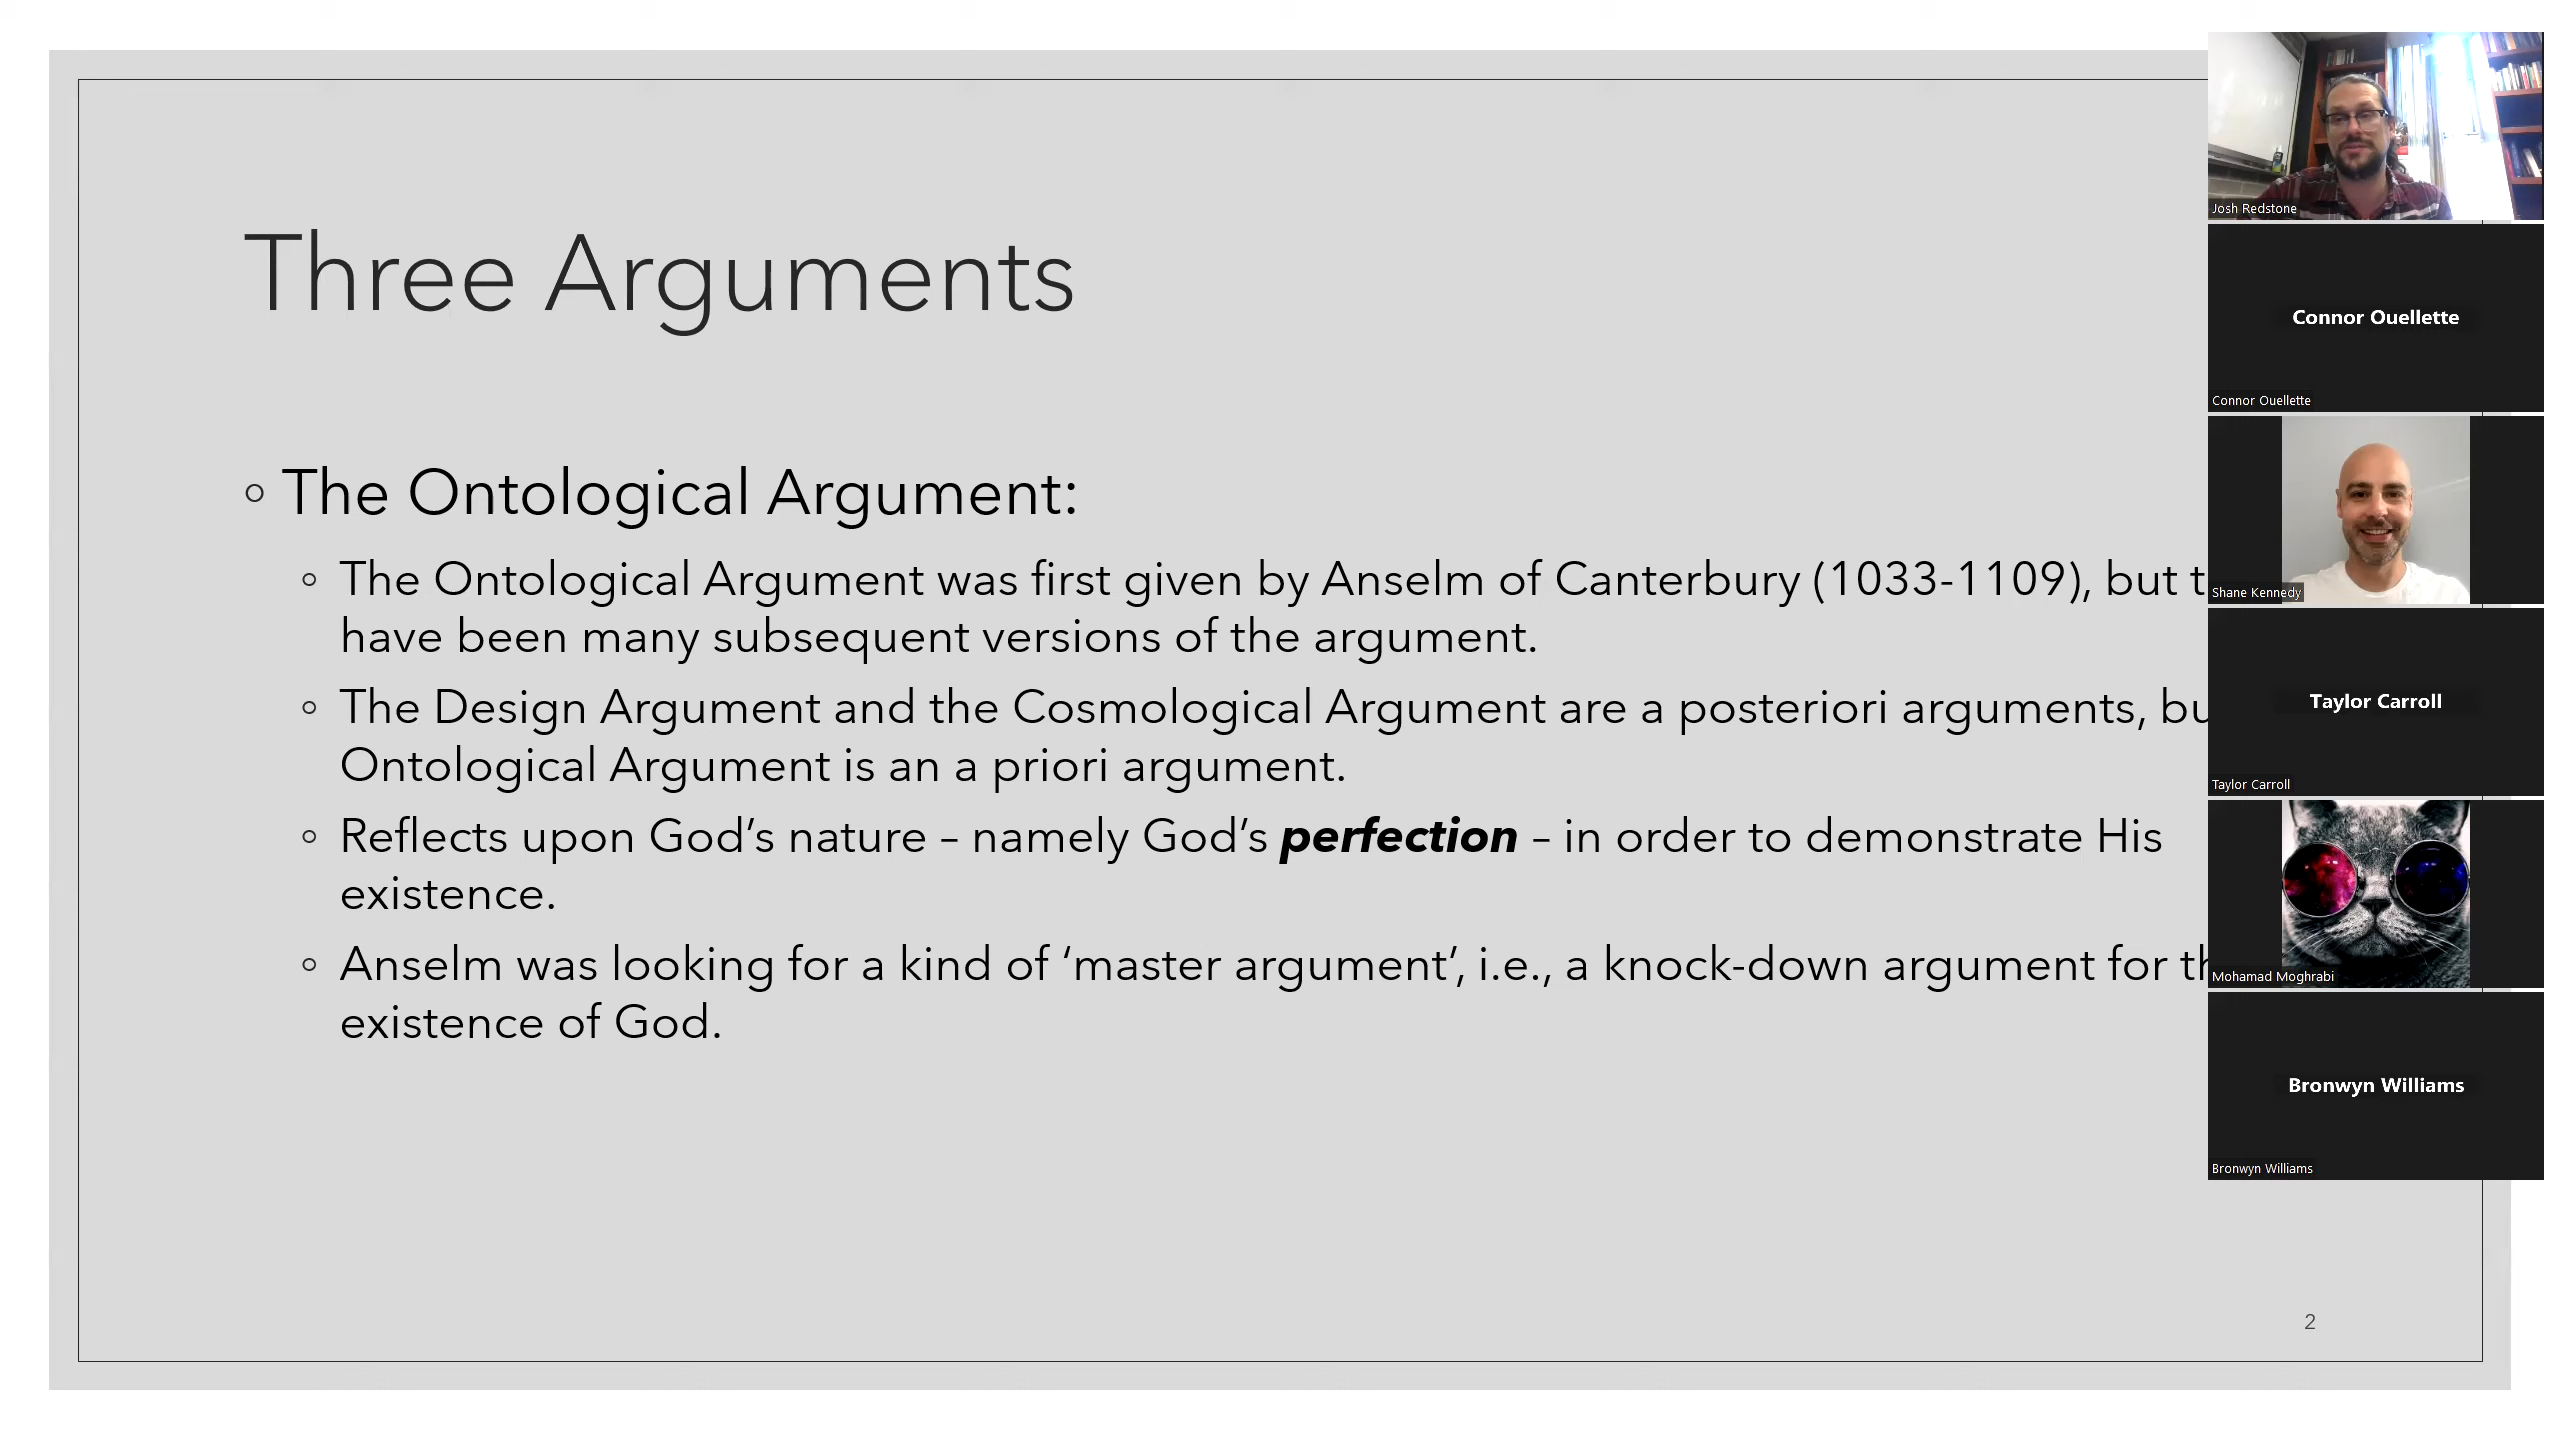 Three Arguments
The Ontological Argument:
The Ontological Argument was first given by Anselm of Canterbury (1033-1109), but
have been many subsequent versions of the argument.
The Design Argument and the Cosmological Argument are a posteriori arguments,
Ontological Argument is an a priori argument.
Reflects upon God’s nature – namely God’s perfection – in order to demonstrate His
existence.
Anselm was looking for a kind of ‘master argument’, i.e., a knock-down argument for
existence of God.
2
Josh Redstone
Connor Ouellette
Connor Ouellette
Shane Kennedy
Taylor Carroll
Taylor Carroll
Mohamad Moghrabi
Bronwyn Williams
Bronwyn Williams